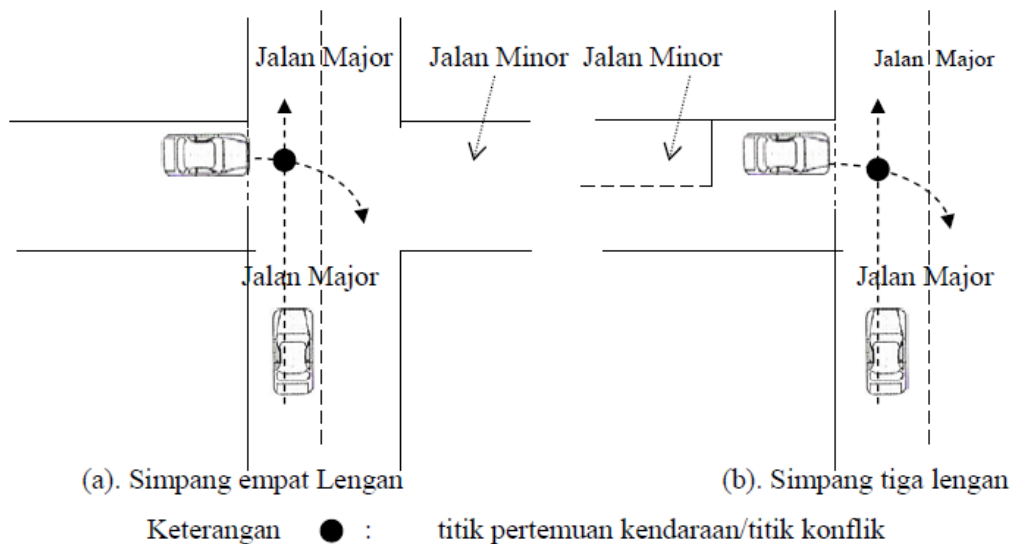 Jalan Major
Jalan Minor
Jalan Minor
Jalan Major
Jalan Major
Jalan Major
(a). Simpang empat Lengan
(b). Simpang tiga lengan
Keterangan : titik pertemuan kendaraan/titik konflik